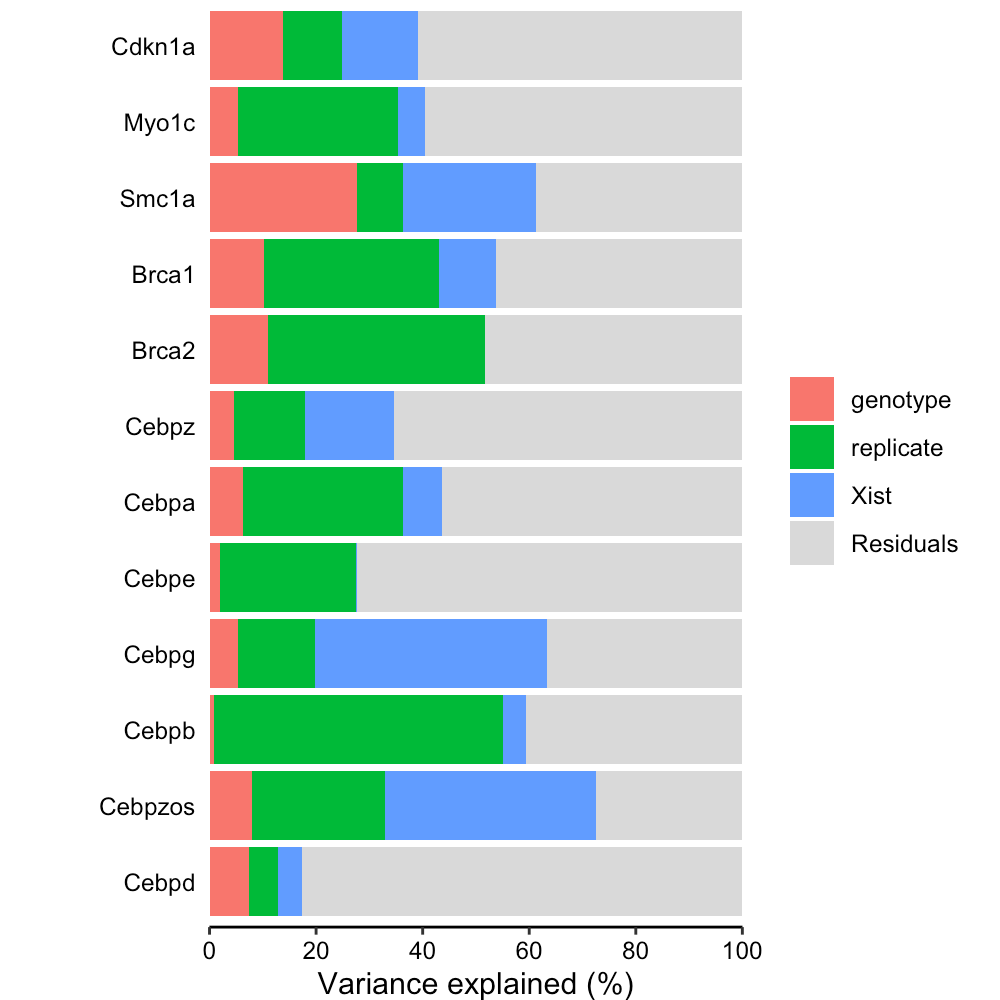 Cdkn1a
Myo1c
Smc1a
Brca1
Brca2
Cebpz
Cebpa
Cebpe
Cebpg
Cebpb
Cebpzos
Cebpd
genotype
replicate
Xist
Residuals
0 20 40 60 80 100
Variance explained (%)